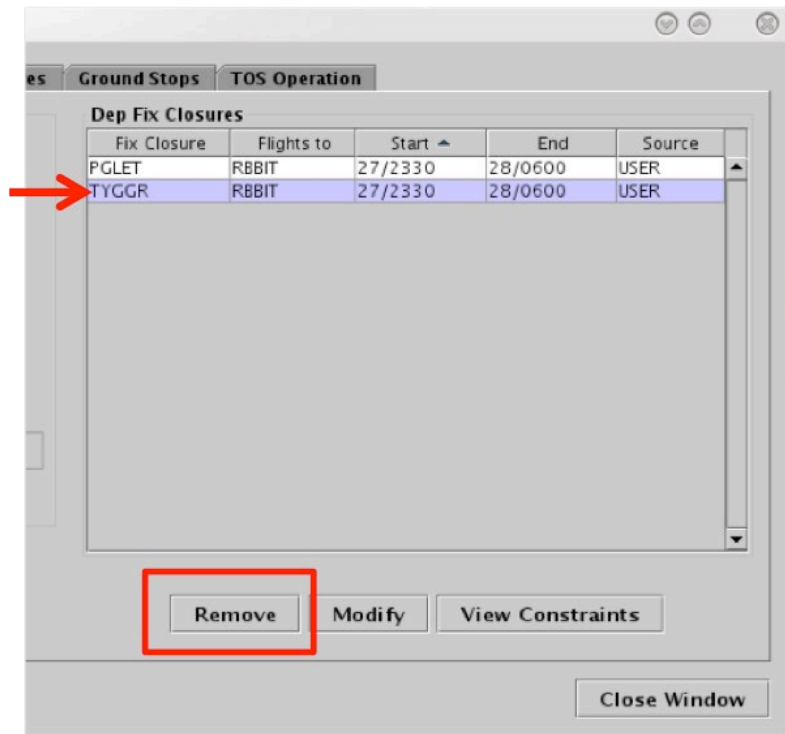 es Ground Stops TOS Operation
Dep Fix Closures
Fix Closure Flights to Start End Source
PGLET RBBIT 27/2330 28/0600 USER
TYGGR RBBIT 27/2330 28/0600 USER
Remove Modify View Constraints
Close Window